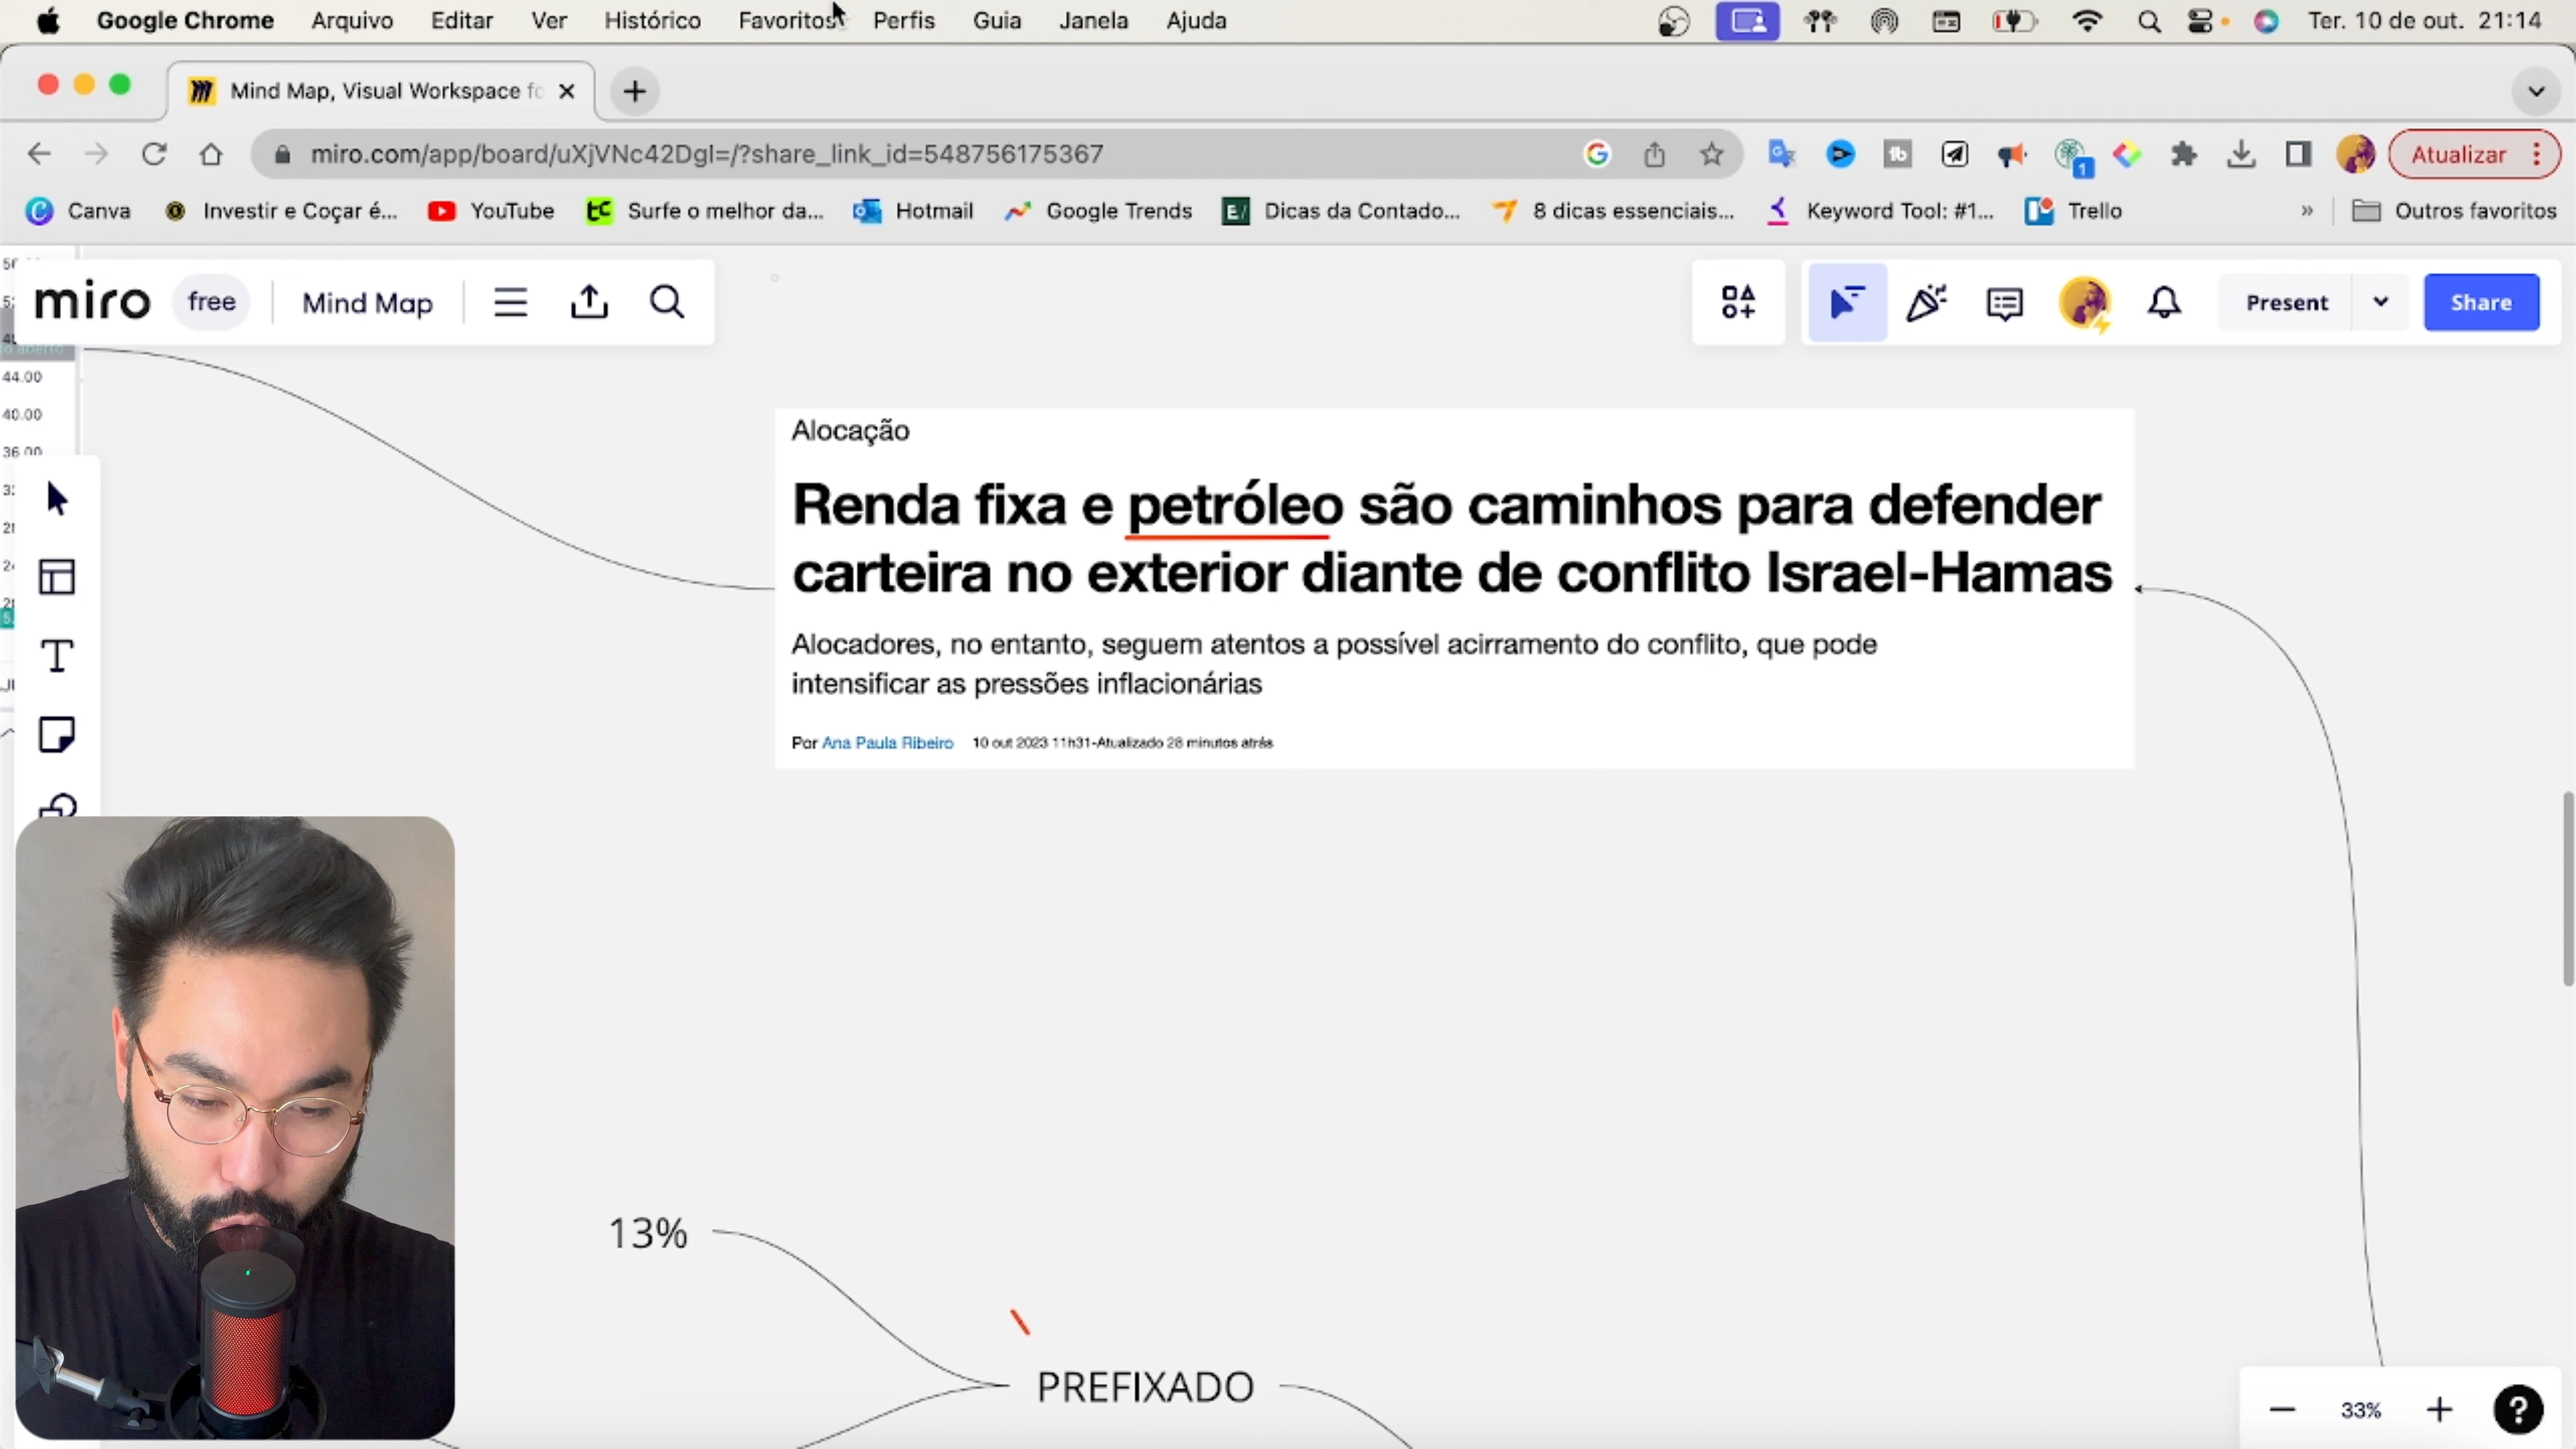 Google Chrome Arquivo Editar Ver Histórico Favoritos Perfis Guia Janela Ajuda Ter. 10 de out. 21:14
Mind Map, Visual Workspace fo
miro.com/app/board/uXjVNc42DgI=/?share_link_id=548756175367
1
Atualizar
Canva Investir e Coçar é... YouTube Surfe o melhor da... Hotmail Google Trends Dicas da Contado... 8 dicas essenciais... Keyword Tool: #1... Trello » Outros favoritos
miro free Mind Map Present Share
44.00
40.00
36.00
Alocação
Renda fixa e petróleo são caminhos para defender
carteira no exterior diante de conflito Israel-Hamas
Alocadores, no entanto, seguem atentos a possível acirramento do conflito, que pode
intensificar as pressões inflacionárias
Por Ana Paula Ribeiro 10 out 2023 11h31-Atualizado 28 minutos atrás
13%
PREFIXADO
33%